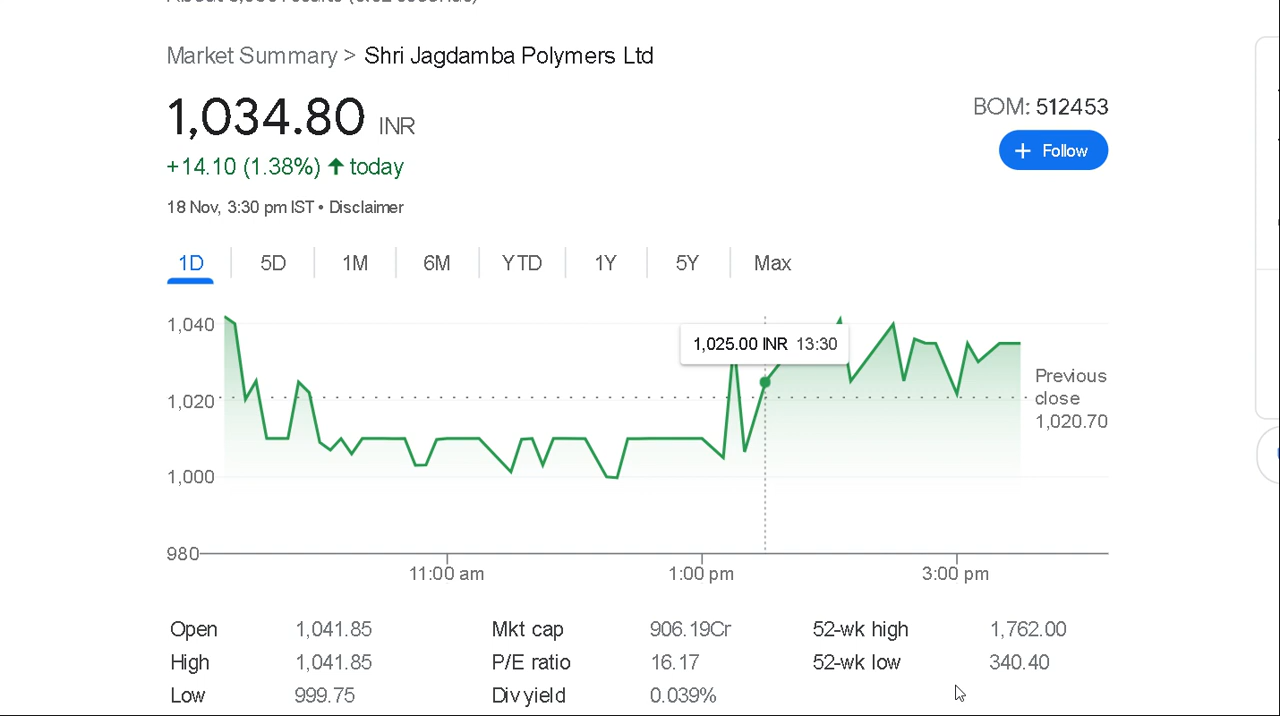 Market Summary > Shri Jagdamba Polymers Ltd
1,034.80 INR
BOM: 512453
+ Follow
+14.10 (1.38%) ↑ today
18 Nov, 3:30 pm IST • Disclaimer
1D 5D 1M 6M YTD 1Y 5Y Max
1,040
1,025.00 INR 13:30
Previous
close
1,020.70
1,020
1,000
980
11:00 am 1:00 pm 3:00 pm
Open 1,041.85 Mkt cap 906.19Cr 52-wk high 1,762.00
High 1,041.85 P/E ratio 16.17 52-wk low 340.40
Low 999.75 Div yield 0.039%